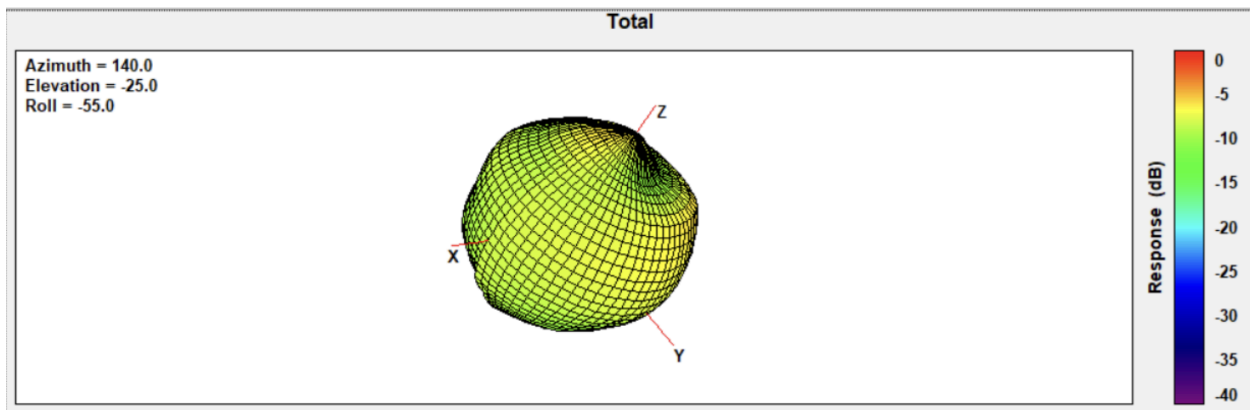 Total
Azimuth = 140.0
Elevation = -25.0
Roll = -55.0
Z
X
Y
Response (dB)
0
-5
-10
-15
-20
-25
-30
-35
-40